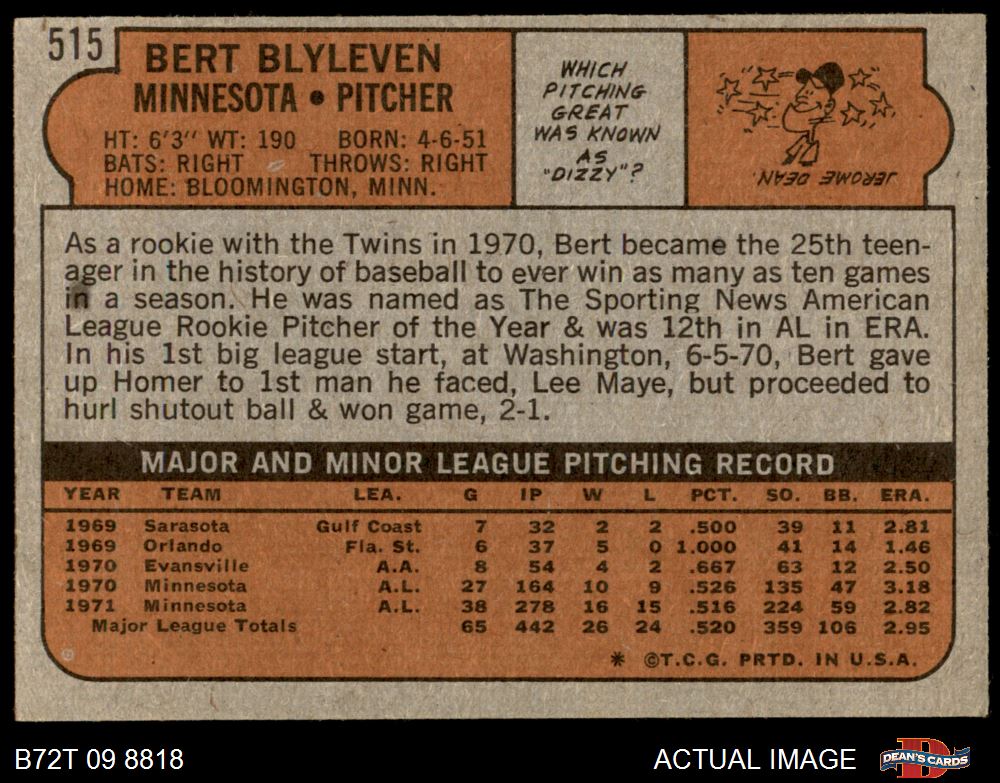 515
BERT BLYLEVEN
MINNESOTA • PITCHER
HT: 6'3" WT: 190 BORN: 4-6-51
BATS: RIGHT THROWS: RIGHT
HOME: BLOOMINGTON, MINN.
WHICH
PITCHING
GREAT
WAS KNOWN
AS
"DIZZY"?
JEROME DEAN.
As a rookie with the Twins in 1970, Bert became the 25th teen-
ager in the history of baseball to ever win as many as ten games
in a season. He was named as The Sporting News American
League Rookie Pitcher of the Year & was 12th in AL in ERA.
In his 1st big league start, at Washington, 6-5-70, Bert gave
up Homer to 1st man he faced, Lee Maye, but proceeded to
hurl shutout ball & won game, 2-1.
MAJOR AND MINOR LEAGUE PITCHING RECORD
YEAR TEAM LEA. G IP W L PCT. SO. BB. ERA.
1969 Sarasota Gulf Coast 7 32 2 2 .500 39 11 2.81
1969 Orlando Fla. St. 6 37 5 0 1.000 41 14 1.46
1970 Evansville A.A. 8 54 4 2 .667 63 12 2.50
1970 Minnesota A.L. 27 164 10 9 .526 135 47 3.18
1971 Minnesota A.L. 38 278 16 15 .516 224 59 2.82
Major League Totals 65 442 26 24 .520 359 106 2.95
* ©T.C.G. PRTD. IN U.S.A.
B72T 09 8818 ACTUAL IMAGE DEAN'S CARDS